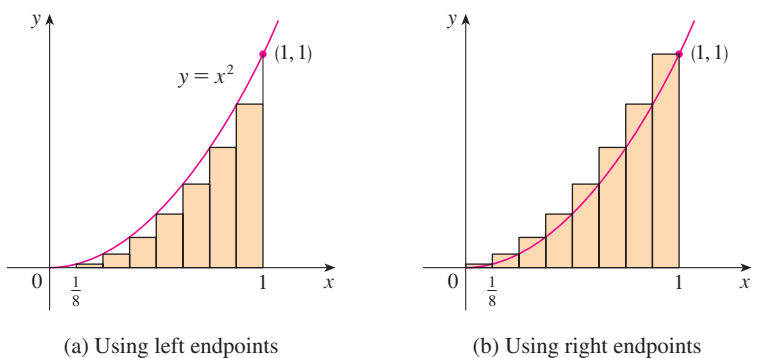 y
(1, 1)
y = x²
0
1/8
1
x
(a) Using left endpoints
y
(1, 1)
0
1/8
1
x
(b) Using right endpoints